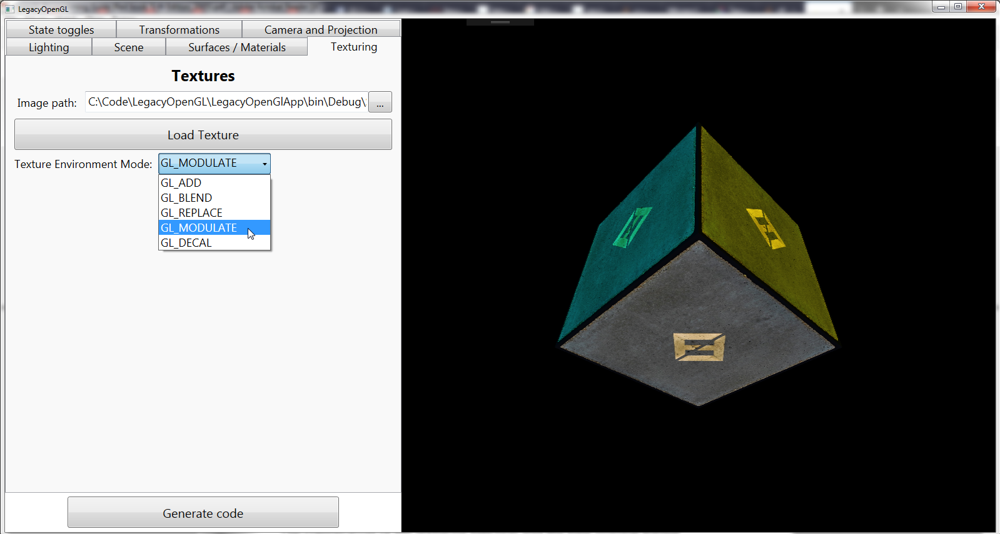 LegacyOpenGL
State toggles Transformations Camera and Projection
Lighting Scene Surfaces / Materials Texturing
Textures
Image path: C:\Code\LegacyOpenGL\LegacyOpenGlApp\bin\Debug\ ...
Load Texture
Texture Environment Mode: GL_MODULATE
GL_ADD
GL_BLEND
GL_REPLACE
GL_MODULATE
GL_DECAL
Generate code